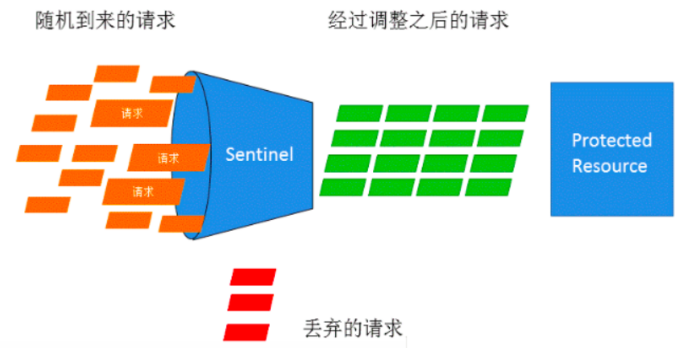 随机到来的请求
经过调整之后的请求
请求
请求
请求
Sentinel
Protected
Resource
丢弃的请求